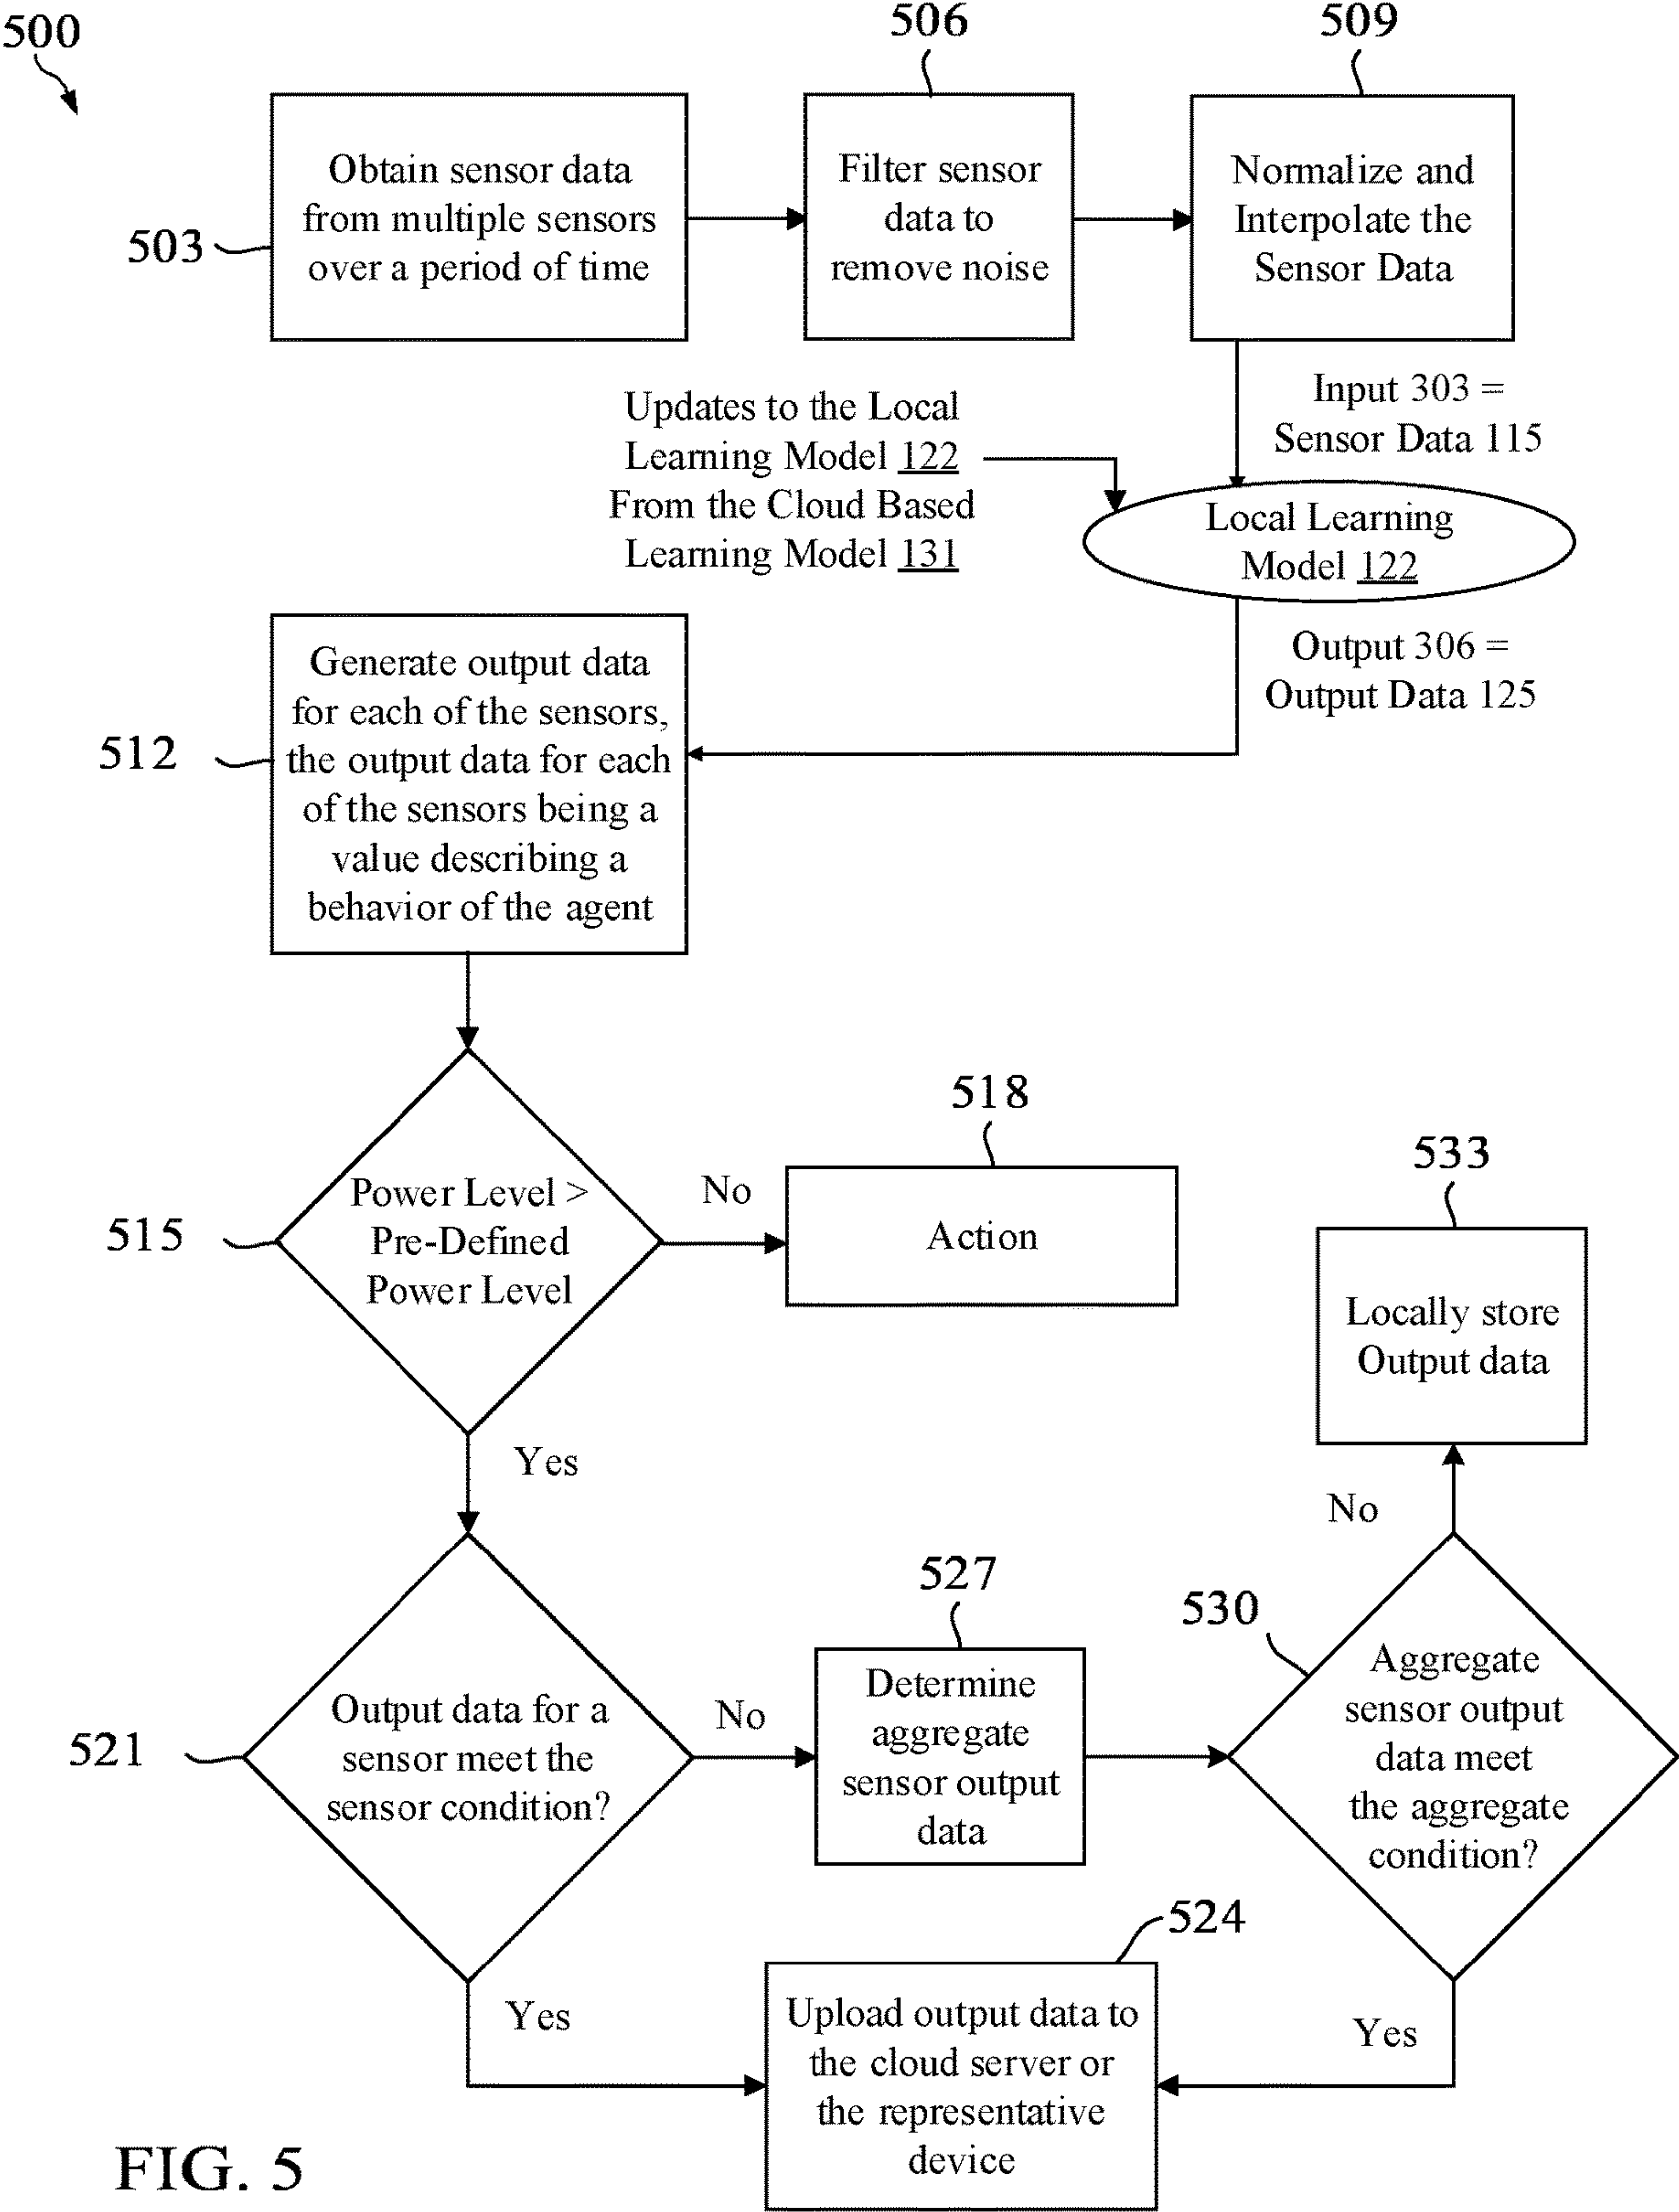 500
506
509
503
Obtain sensor data
from multiple sensors
over a period of time
Filter sensor
data to
remove noise
Normalize and
Interpolate the
Sensor Data
Updates to the Local
Learning Model 122
From the Cloud Based
Learning Model 131
Input 303 =
Sensor Data 115
Local Learning
Model 122
Output 306 =
Output Data 125
512
Generate output data
for each of the sensors,
the output data for each
of the sensors being a
value describing a
behavior of the agent
515
Power Level >
Pre-Defined
Power Level
No
518
Action
Yes
533
Locally store
Output data
No
521
Output data for a
sensor meet the
sensor condition?
No
527
Determine
aggregate
sensor output
data
530
Aggregate
sensor output
data meet
the aggregate
condition?
Yes
524
Upload output data to
the cloud server or
the representative
device
Yes
FIG. 5